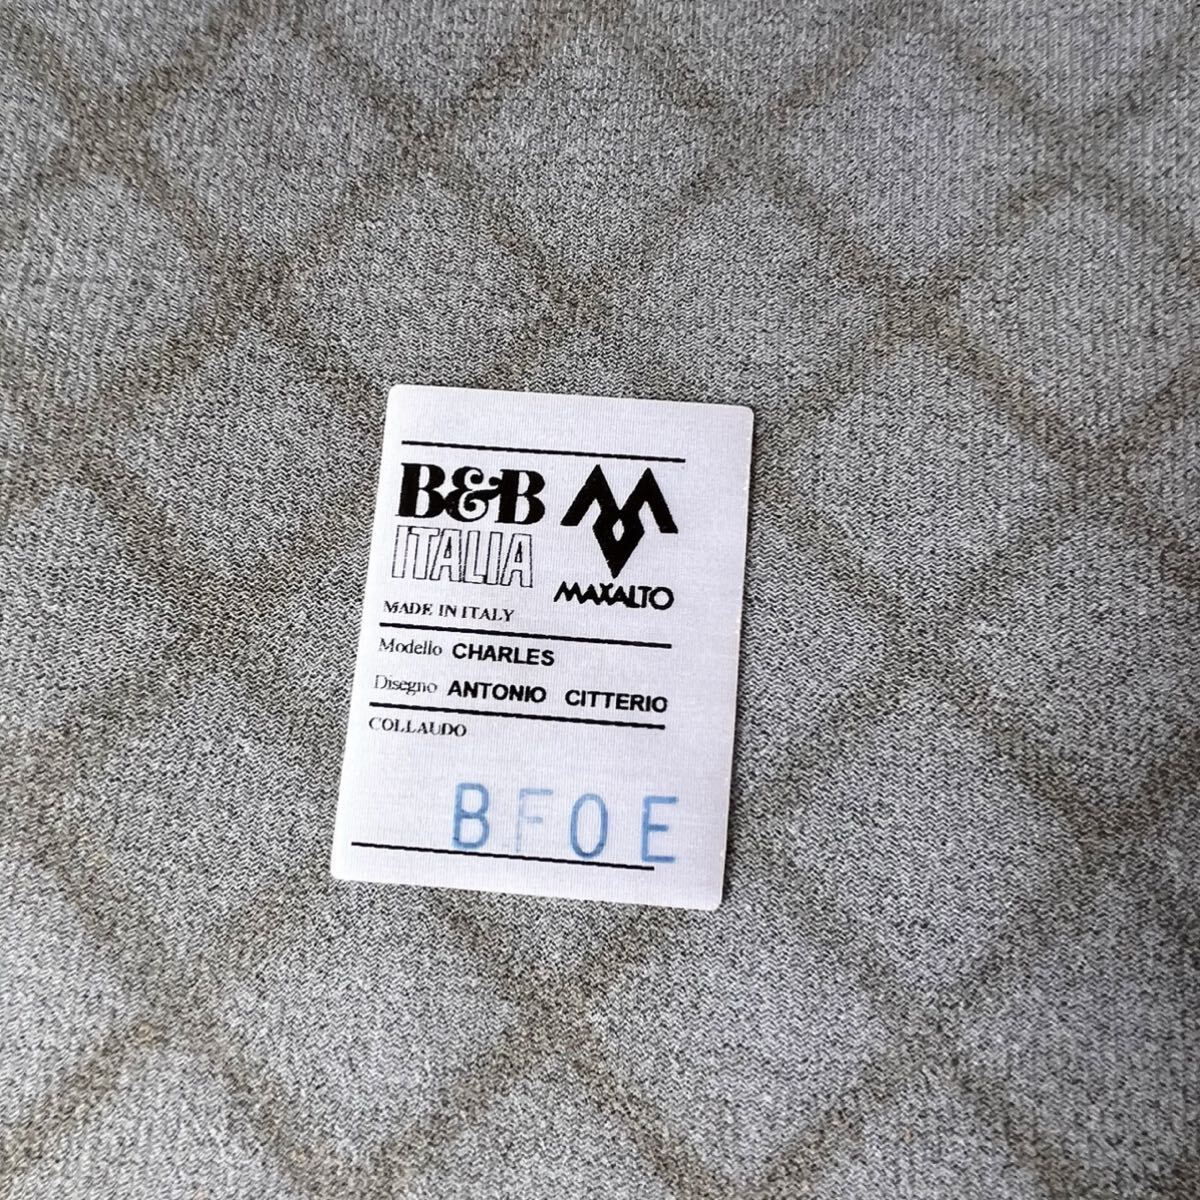 B&B
ITALIA
MAXALTO
MADE IN ITALY
Modello CHARLES
Disegno ANTONIO CITTERIO
COLLAUDO
BFOE